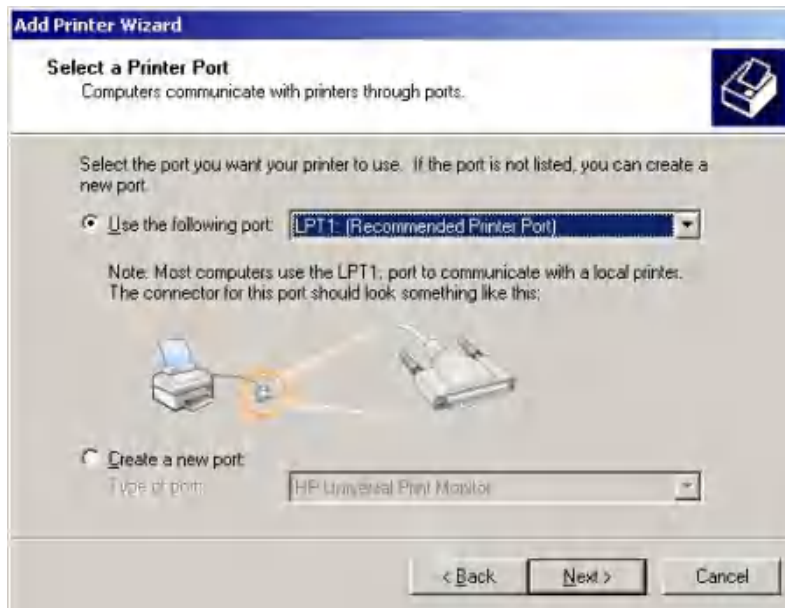 Add Printer Wizard
Select a Printer Port
Computers communicate with printers through ports.
Select the port you want your printer to use. If the port is not listed, you can create a
new port.
Use the following port: LPT1: (Recommended Printer Port)
Note: Most computers use the LPT1: port to communicate with a local printer.
The connector for this port should look something like this:
Create a new port:
Type of port: HP Universal Print Monitor
< Back Next > Cancel